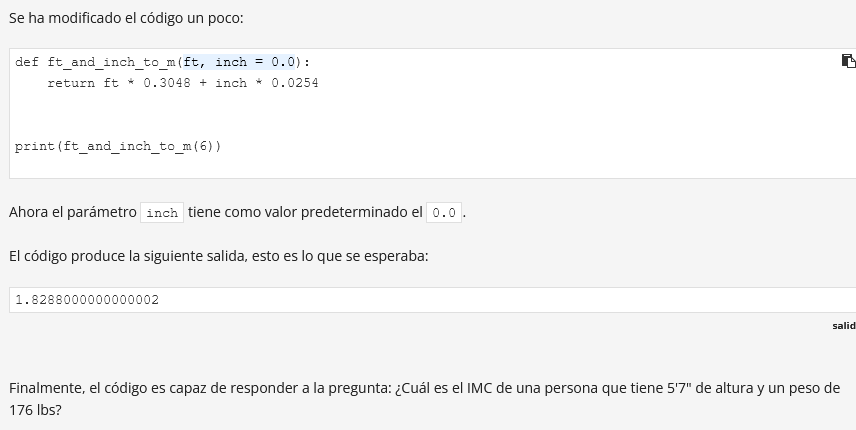 Se ha modificado el código un poco:
def ft_and_inch_to_m(ft, inch = 0.0):
    return ft * 0.3048 + inch * 0.0254
print(ft_and_inch_to_m(6))
Ahora el parámetro inch tiene como valor predeterminado el 0.0.
El código produce la siguiente salida, esto es lo que se esperaba:
1.8288000000000002
salid
Finalmente, el código es capaz de responder a la pregunta: ¿Cuál es el IMC de una persona que tiene 5'7" de altura y un peso de
176 lbs?